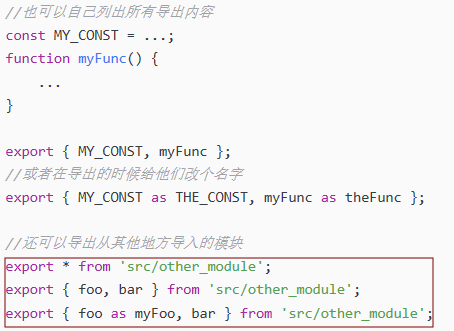 //也可以自己列出所有导出内容
const MY_CONST = ...;
function myFunc() {
    ...
}
export { MY_CONST, myFunc };
//或者在导出的时候给他们改个名字
export { MY_CONST as THE_CONST, myFunc as theFunc };
//还可以导出从其他地方导入的模块
export * from 'src/other_module';
export { foo, bar } from 'src/other_module';
export { foo as myFoo, bar } from 'src/other_module';